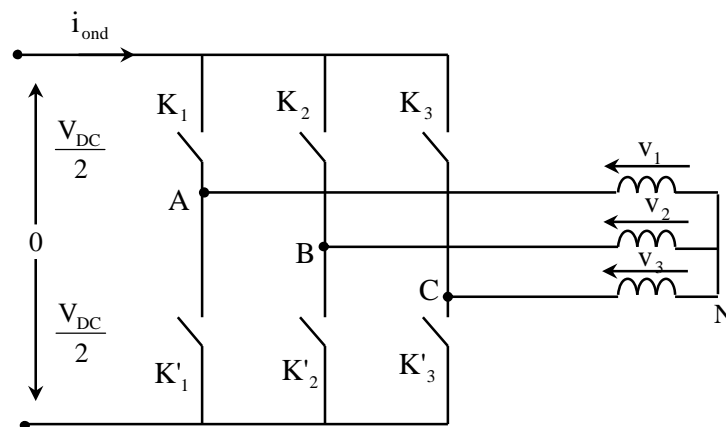 i_ond
K_1
K_2
K_3
V_DC
2
v_1
A
v_2
0
B
v_3
C
N
V_DC
2
K'_1
K'_2
K'_3